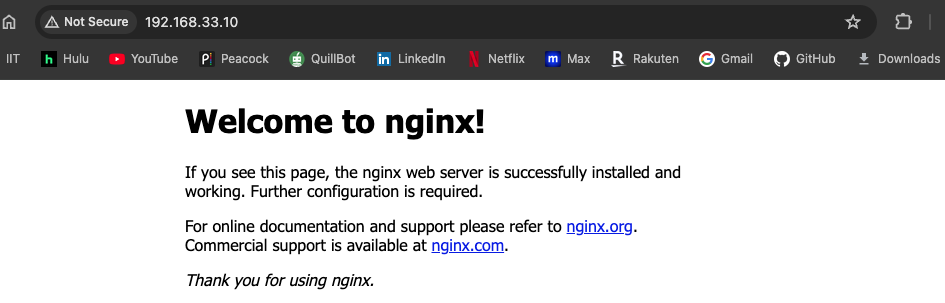 Not Secure 192.168.33.10
IIT h Hulu YouTube P! Peacock QuillBot in LinkedIn N Netflix m Max R Rakuten G Gmail GitHub Downloads
Welcome to nginx!
If you see this page, the nginx web server is successfully installed and
working. Further configuration is required.
For online documentation and support please refer to nginx.org.
Commercial support is available at nginx.com.
Thank you for using nginx.